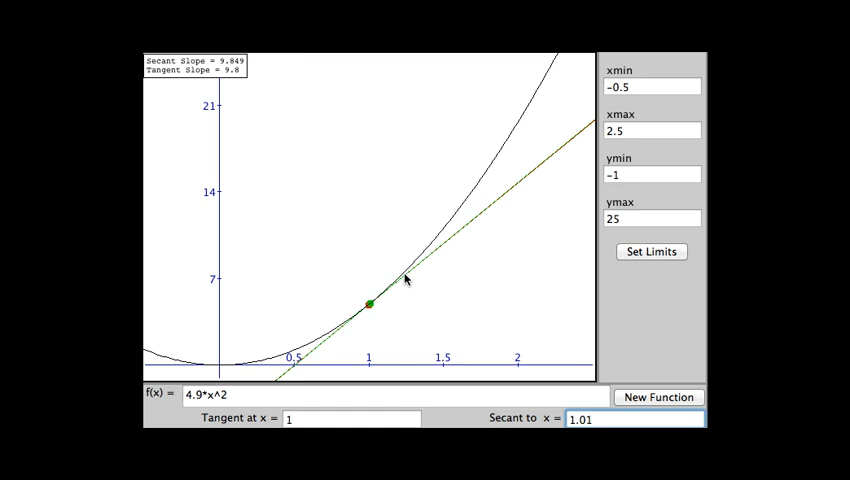 Secant Slope = 9.849
Tangent Slope = 9.8
21
14
7
0.5 1 1.5 2
xmin
-0.5
xmax
2.5
ymin
-1
ymax
25
Set Limits
f(x) = 4.9*x^2 New Function
Tangent at x = 1 Secant to x = 1.01